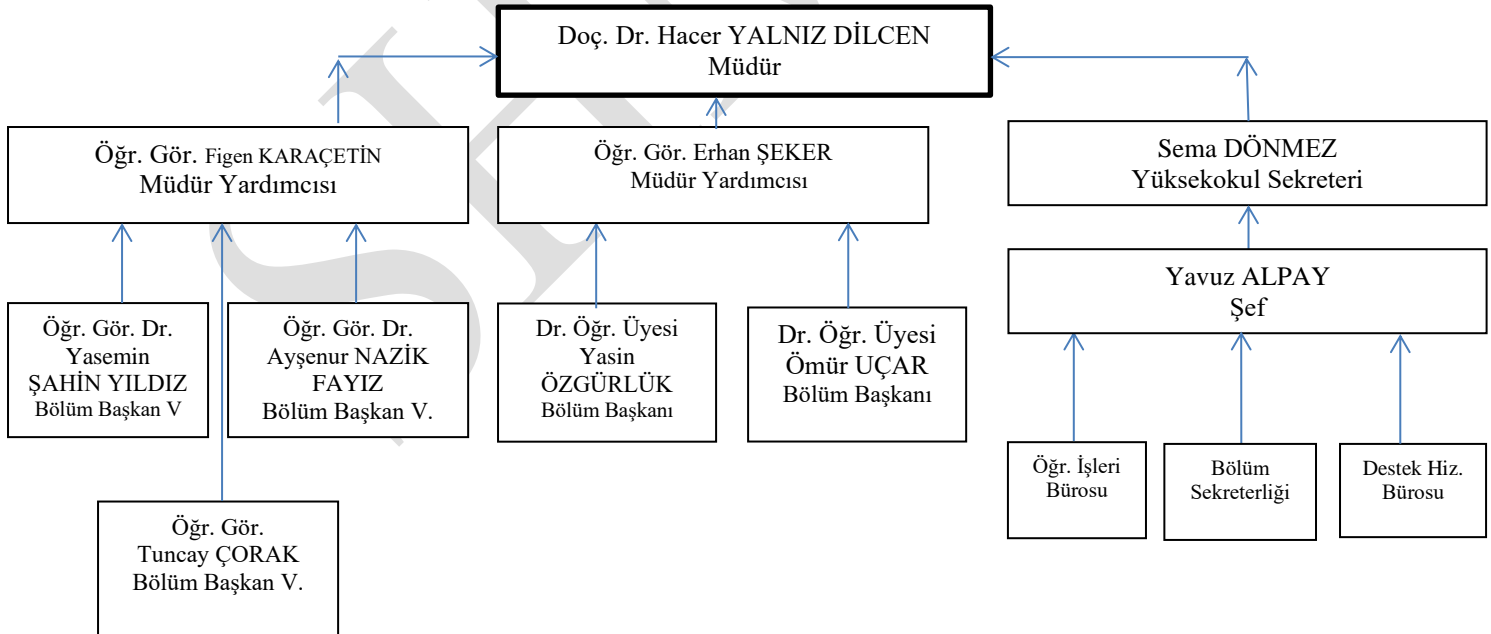 Doç. Dr. Hacer YALNIZ DİLCEN
Müdür
Öğr. Gör. Figen KARAÇETİN
Müdür Yardımcısı
Öğr. Gör. Erhan ŞEKER
Müdür Yardımcısı
Sema DÖNMEZ
Yüksekokul Sekreteri
Yavuz ALPAY
Şef
Öğr. Gör. Dr.
Yasemin
ŞAHİN YILDIZ
Bölüm Başkan V
Öğr. Gör. Dr.
Ayşenur NAZİK
FAYIZ
Bölüm Başkan V.
Dr. Öğr. Üyesi
Yasin
ÖZGÜRLÜK
Bölüm Başkanı
Dr. Öğr. Üyesi
Ömür UÇAR
Bölüm Başkanı
Öğr. İşleri
Bürosu
Bölüm
Sekreterliği
Destek Hiz.
Bürosu
Öğr. Gör.
Tuncay ÇORAK
Bölüm Başkan V.